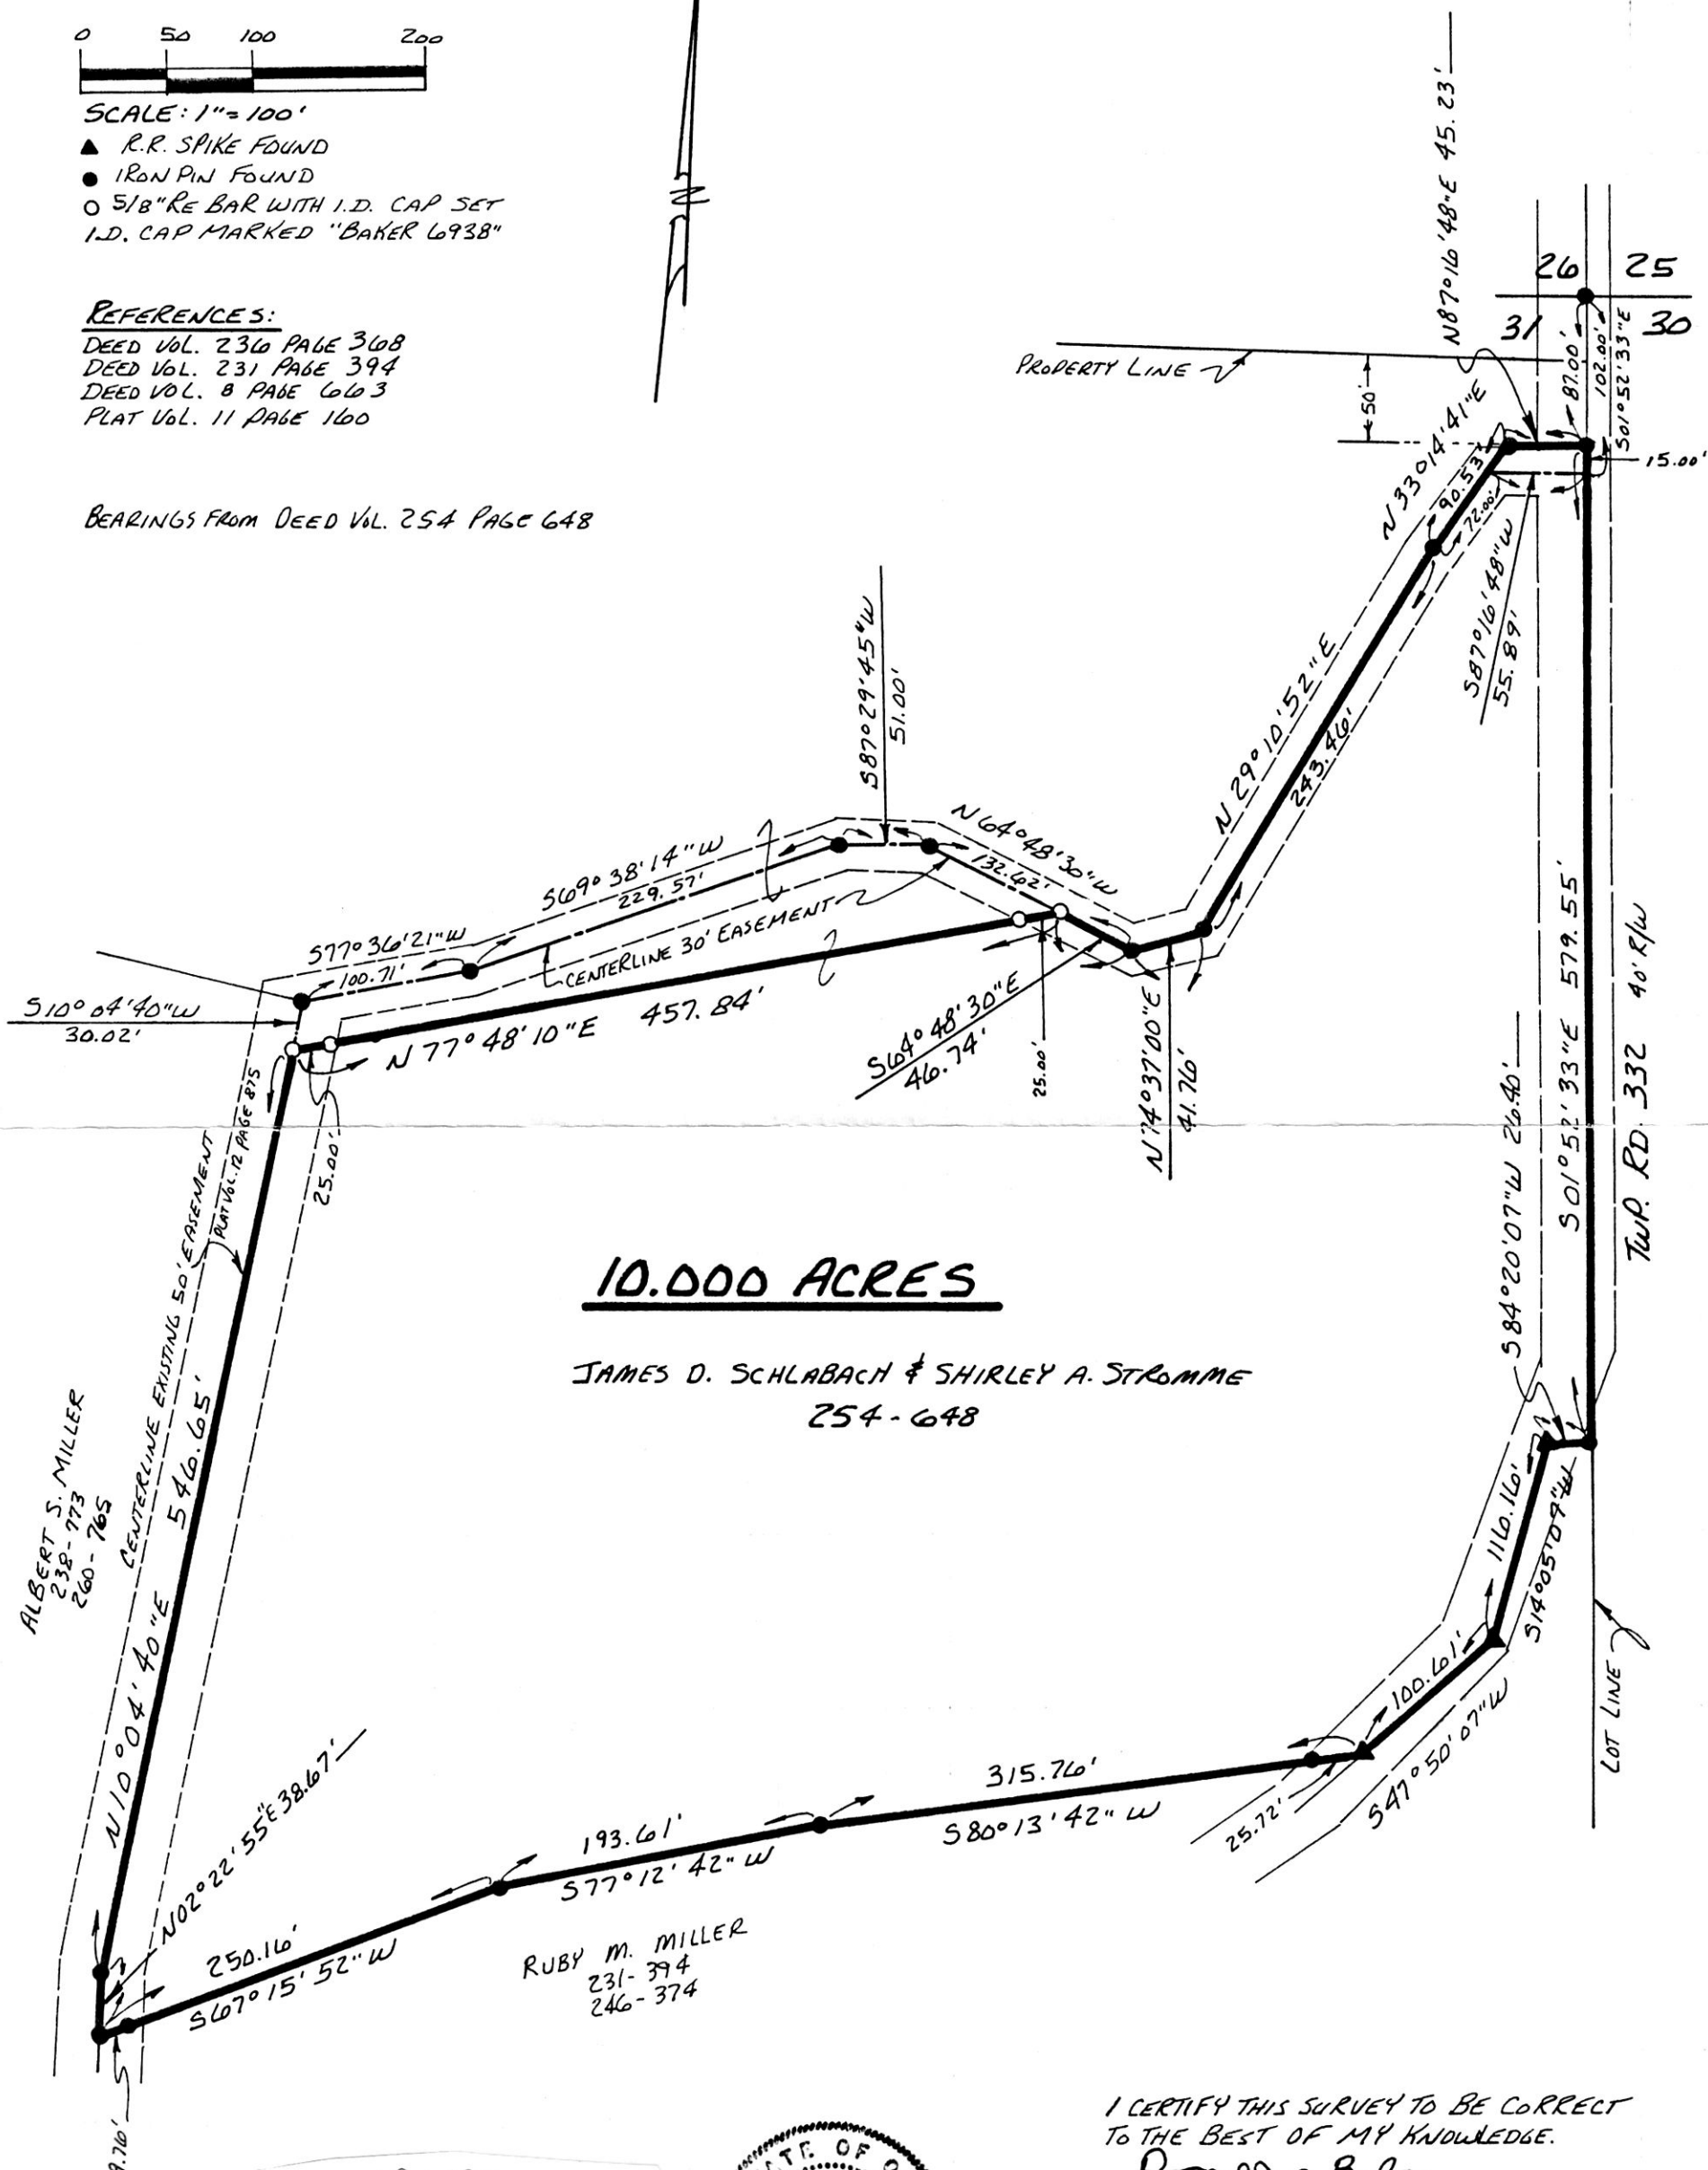 0 50 100 200
SCALE: 1"= 100'
R.R. SPIKE FOUND
IRON PIN FOUND
5/8" RE BAR WITH I.D. CAP SET
I.D. CAP MARKED "BAKER 6938"
REFERENCES:
DEED VOL. 236 PAGE 368
DEED VOL. 231 PAGE 394
DEED VOL. 8 PAGE 663
PLAT VOL. 11 PAGE 160
BEARINGS FROM DEED VOL. 254 PAGE 648
N
N87°16'48"E 45.23'
26 25
31 30
PROPERTY LINE
50'
87.00'
102.00'
S01°52'33"E
15.00'
N33°14'41"E
90.53'
72.00'
S87°16'48"W
55.89'
N29°10'52"E
243.46'
S87°29'45"W
51.00'
N64°48'30"W
132.62'
S69°38'14"W
229.57'
S77°36'21"W
100.71'
CENTERLINE 30' EASEMENT
S10°04'40"W
30.02'
N77°48'10"E 457.84'
S64°48'30"E
46.74'
25.00'
N74°37'00"E
41.76'
PLAT VOL. 12 PAGE 875
25.00'
CENTERLINE EXISTING 50' EASEMENT
S01°52'33"E 579.55'
TWP. RD. 332 40' R/W
S84°20'07"W 26.40'
10.000 ACRES
JAMES D. SCHLABACH & SHIRLEY A. STROMME
254-648
ALBERT S. MILLER
238-773
260-765
N10°04'40"E 546.65'
116.16'
S14°05'09"W
100.61'
S47°50'07"W
LOT LINE
N02°22'55"E 38.67'
315.76'
S80°13'42"W
25.72'
193.61'
S77°12'42"W
250.16'
S67°15'52"W
RUBY M. MILLER
231-394
246-374
I CERTIFY THIS SURVEY TO BE CORRECT
TO THE BEST OF MY KNOWLEDGE.
OF